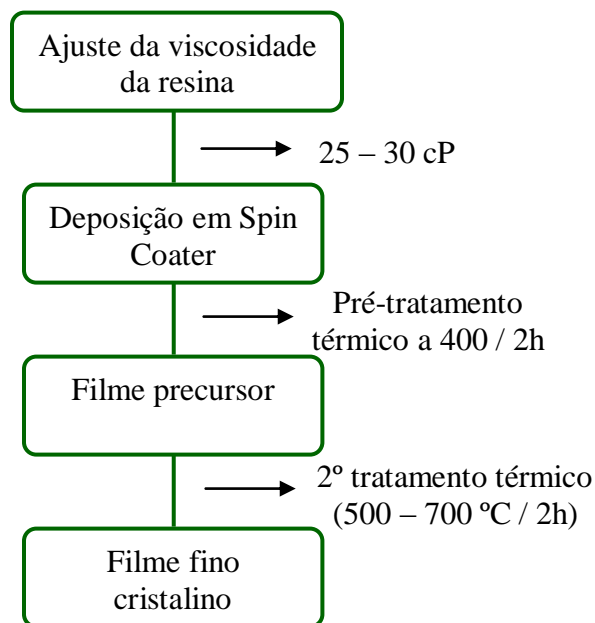 Ajuste da viscosidade
da resina
25 – 30 cP
Deposição em Spin
Coater
Pré-tratamento
térmico a 400 / 2h
Filme precursor
2º tratamento térmico
(500 – 700 ºC / 2h)
Filme fino
cristalino